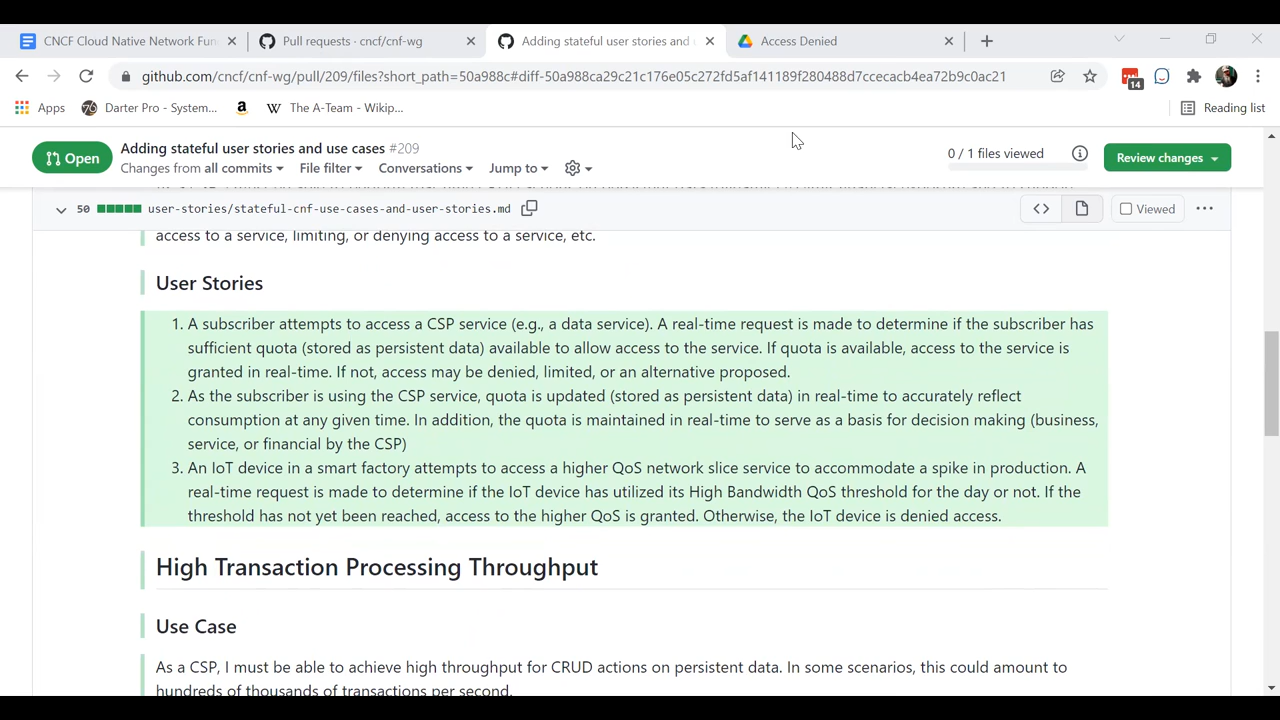 CNCF Cloud Native Network Fun
Pull requests · cncf/cnf-wg
Adding stateful user stories and u
Access Denied
github.com/cncf/cnf-wg/pull/209/files?short_path=50a988c#diff-50a988ca29c21c176e05c272fd5af141189f280488d7ccecacb4ea72b9c0ac21
14
Apps
Darter Pro - System...
The A-Team - Wikip...
Reading list
Open
Adding stateful user stories and use cases #209
Changes from all commits
File filter
Conversations
Jump to
0 / 1 files viewed
Review changes
50
user-stories/stateful-cnf-use-cases-and-user-stories.md
Viewed
access to a service, limiting, or denying access to a service, etc.
User Stories
1. A subscriber attempts to access a CSP service (e.g., a data service). A real-time request is made to determine if the subscriber has
sufficient quota (stored as persistent data) available to allow access to the service. If quota is available, access to the service is
granted in real-time. If not, access may be denied, limited, or an alternative proposed.
2. As the subscriber is using the CSP service, quota is updated (stored as persistent data) in real-time to accurately reflect
consumption at any given time. In addition, the quota is maintained in real-time to serve as a basis for decision making (business,
service, or financial by the CSP)
3. An IoT device in a smart factory attempts to access a higher QoS network slice service to accommodate a spike in production. A
real-time request is made to determine if the IoT device has utilized its High Bandwidth QoS threshold for the day or not. If the
threshold has not yet been reached, access to the higher QoS is granted. Otherwise, the IoT device is denied access.
High Transaction Processing Throughput
Use Case
As a CSP, I must be able to achieve high throughput for CRUD actions on persistent data. In some scenarios, this could amount to
hundreds of thousands of transactions per second.